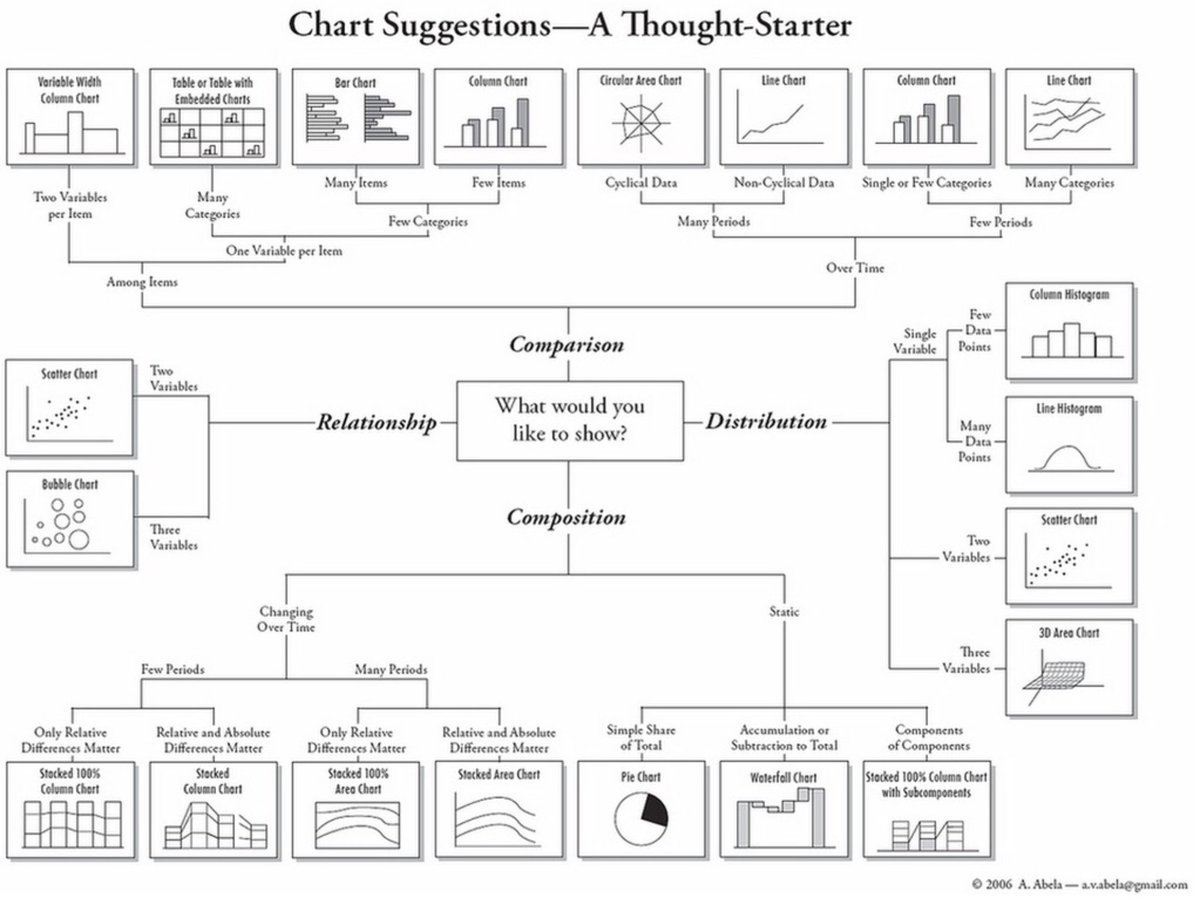 Chart Suggestions—A Thought-Starter
Variable Width
Column Chart
Table or Table with
Embedded Charts
Bar Chart
Column Chart
Circular Area Chart
Line Chart
Column Chart
Line Chart
Two Variables
per Item
Many
Categories
Many Items
Few Items
Cyclical Data
Non-Cyclical Data
Single or Few Categories
Many Categories
Few Categories
Many Periods
Few Periods
One Variable per Item
Among Items
Over Time
Comparison
What would you
like to show?
Relationship
Two
Variables
Scatter Chart
Three
Variables
Bubble Chart
Distribution
Single
Variable
Few
Data
Points
Column Histogram
Many
Data
Points
Line Histogram
Two
Variables
Scatter Chart
Three
Variables
3D Area Chart
Composition
Changing
Over Time
Static
Few Periods
Many Periods
Only Relative
Differences Matter
Relative and Absolute
Differences Matter
Only Relative
Differences Matter
Relative and Absolute
Differences Matter
Simple Share
of Total
Accumulation or
Subtraction to Total
Components
of Components
Stacked 100%
Column Chart
Stacked
Column Chart
Stacked 100%
Area Chart
Stacked Area Chart
Pie Chart
Waterfall Chart
Stacked 100% Column Chart
with Subcomponents
© 2006 A. Abela — a.v.abela@gmail.com